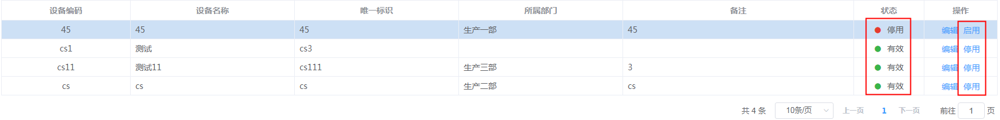 设备编码 设备名称 唯一标识 所属部门 备注 状态 操作
45 45 45 生产一部 45 停用 编辑 启用
cs1 测试 cs3 有效 编辑 停用
cs11 测试11 cs111 生产三部 3 有效 编辑 停用
cs cs cs 生产二部 cs 有效 编辑 停用
共 4 条 10条/页 上一页 1 下一页 前往 1 页